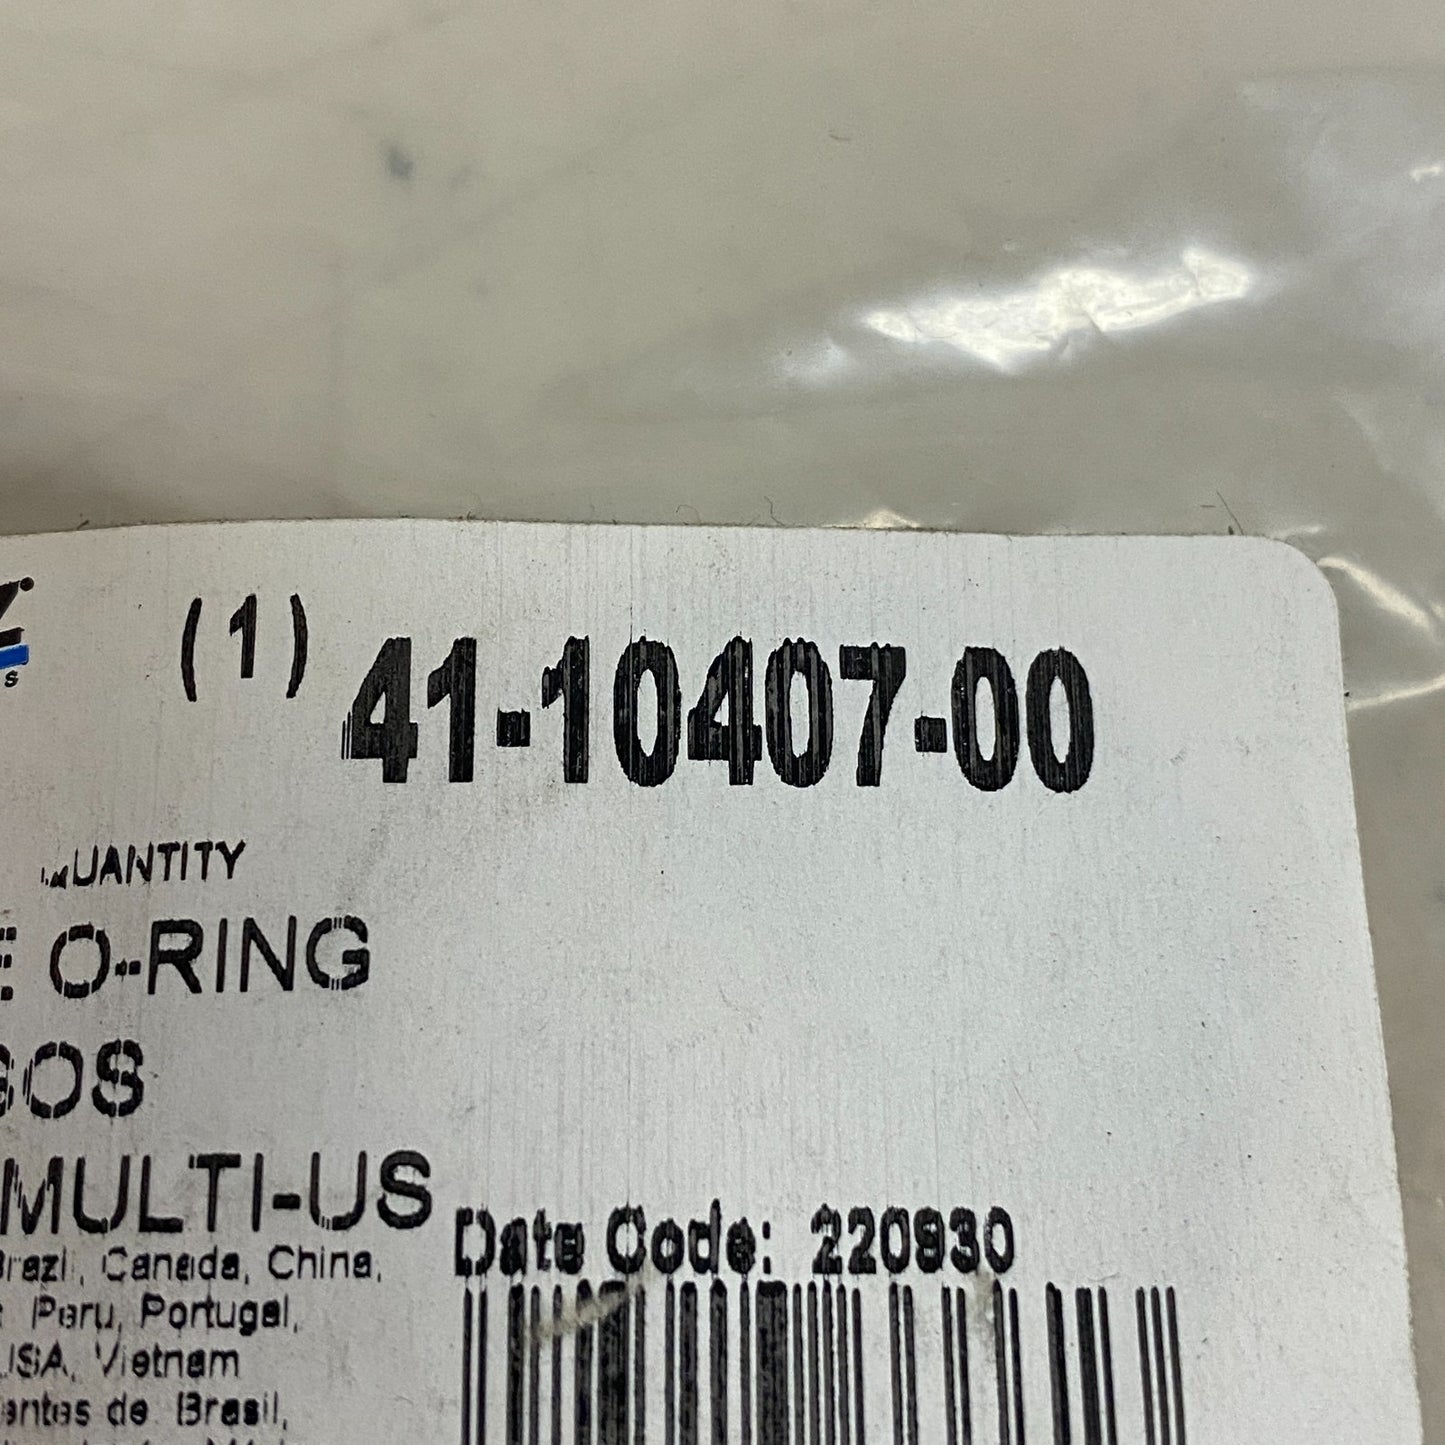 (1) 41-10407-00
QUANTITY
O-RING
MULTI-US
Date Code: 220930
Canada, China,
Peru, Portugal,
USA, Vietnam
de Brasil,